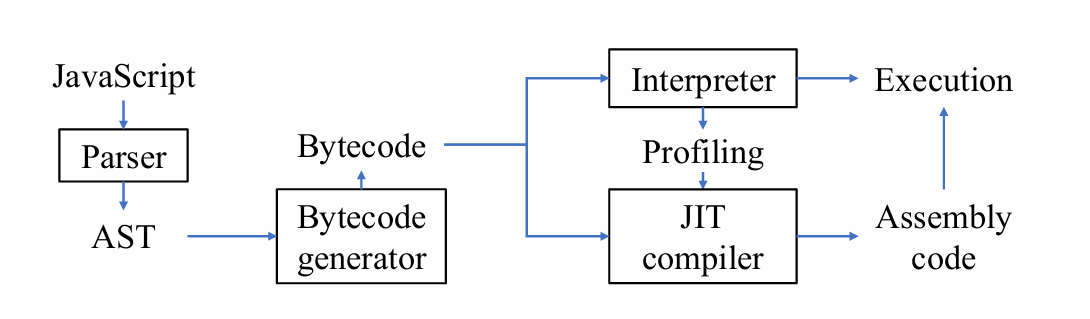 JavaScript
Parser
AST
Bytecode
Bytecode
generator
Interpreter
Profiling
JIT
compiler
Execution
Assembly
code